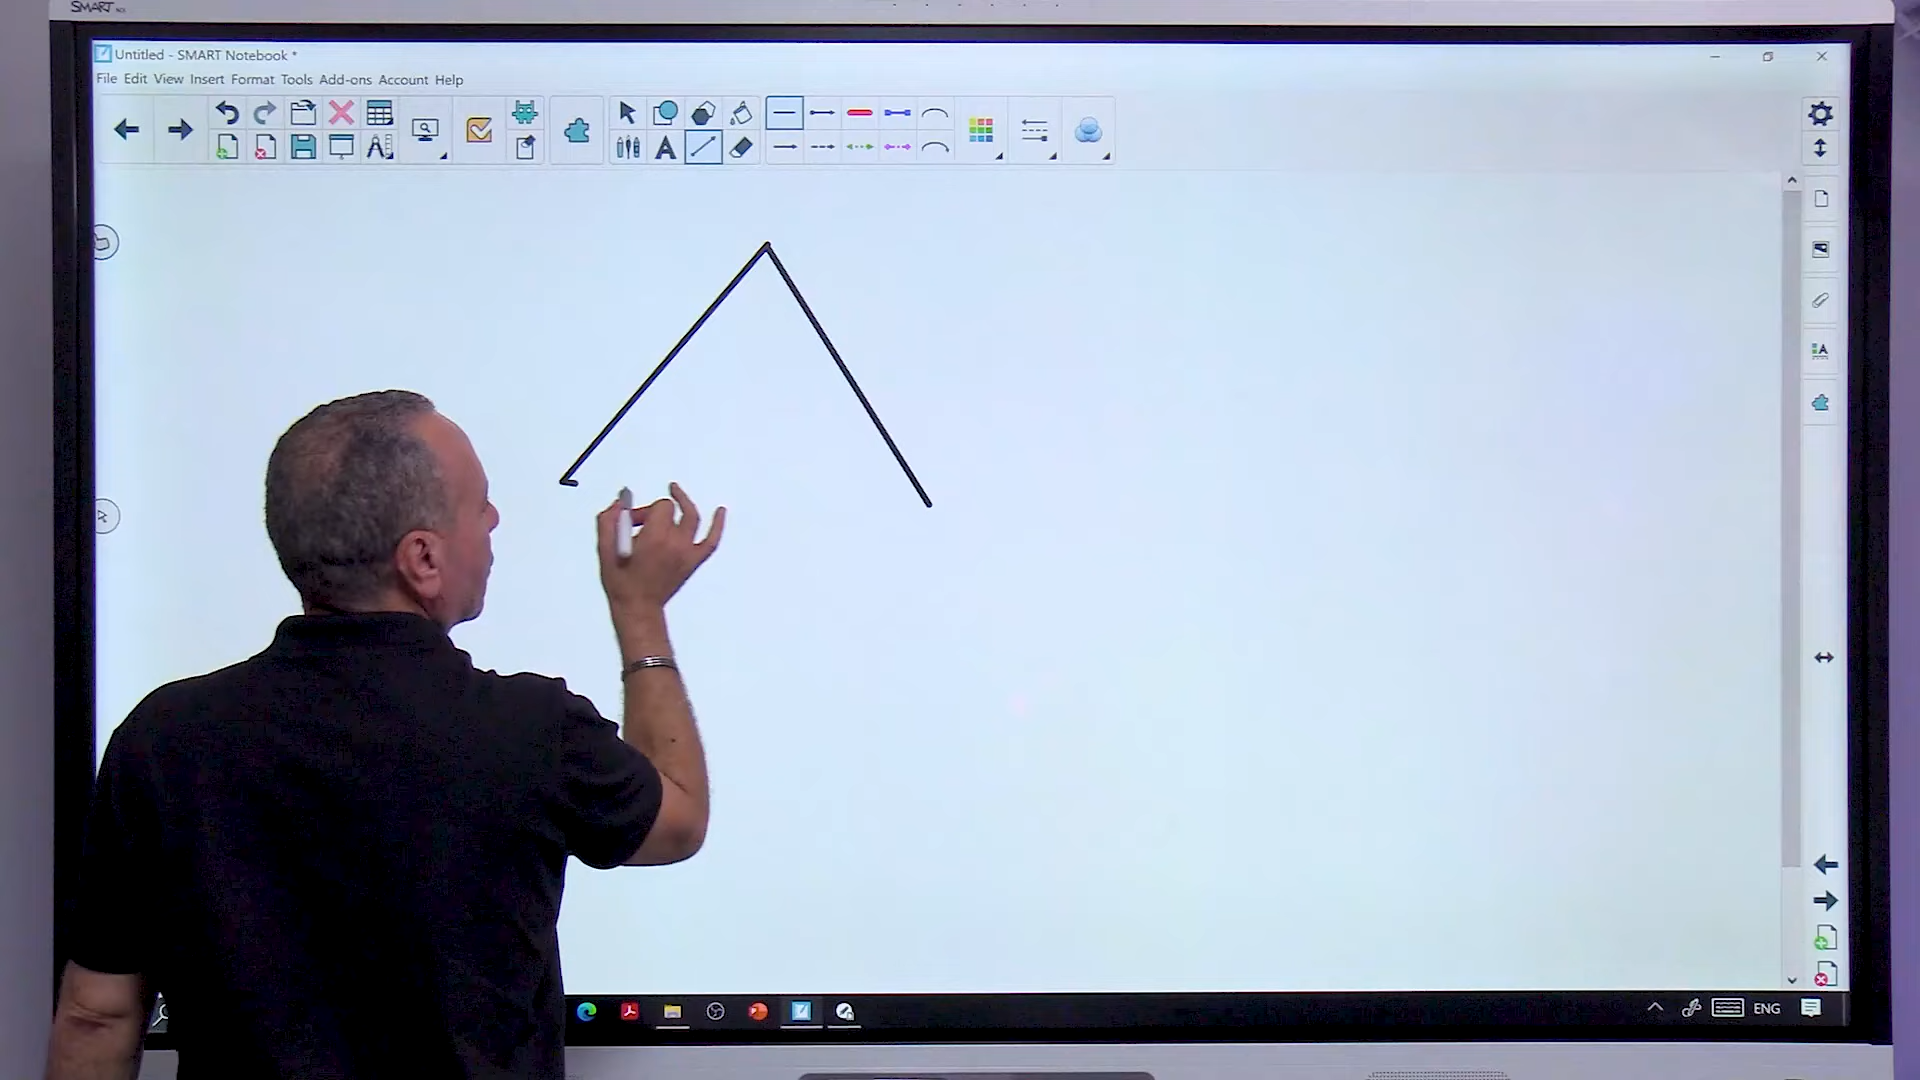 SMART
Untitled - SMART Notebook *
File Edit View Insert Format Tools Add-ons Account Help
A
A
ENG